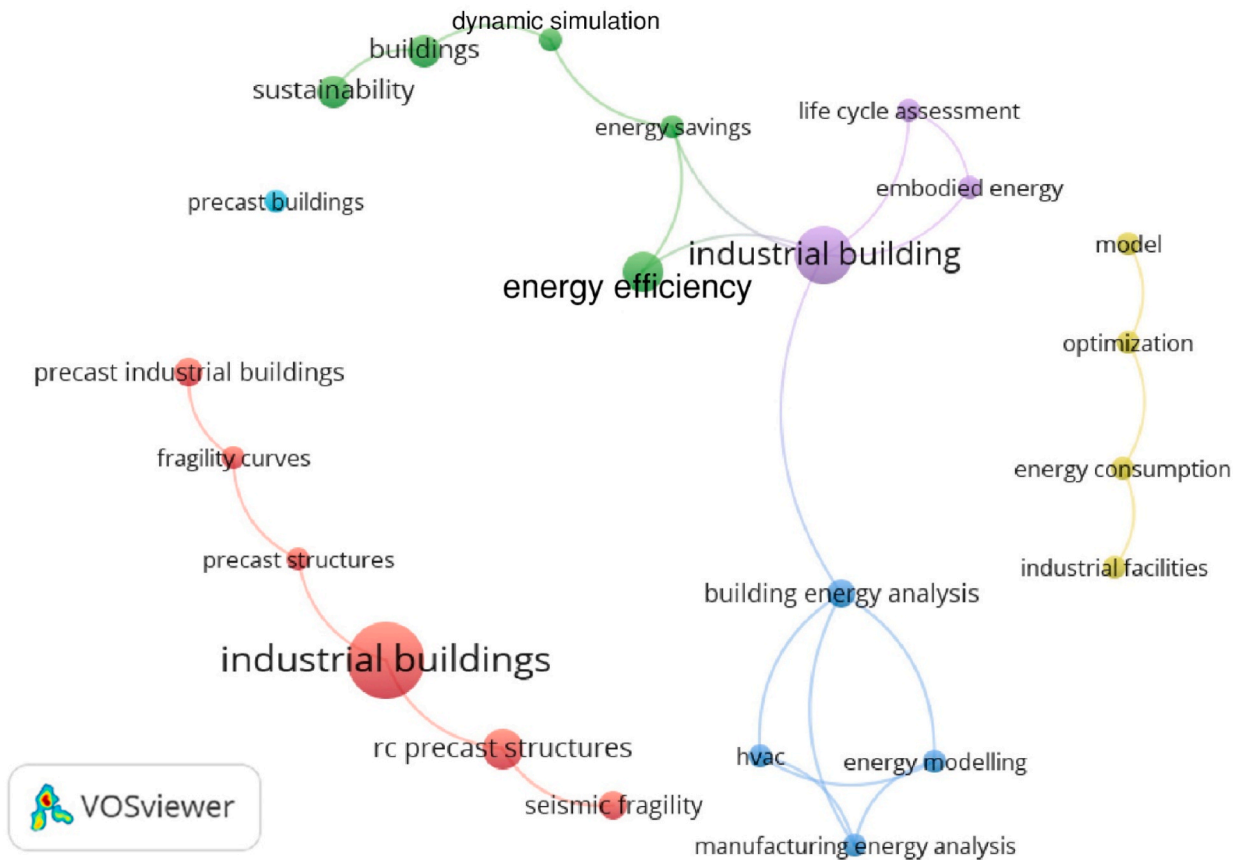 dynamic simulation
buildings
sustainability
energy savings
life cycle assessment
embodied energy
precast buildings
model
industrial building
energy efficiency
optimization
precast industrial buildings
fragility curves
energy consumption
precast structures
industrial facilities
building energy analysis
industrial buildings
rc precast structures
hvac
energy modelling
seismic fragility
VOSviewer
manufacturing energy analysis